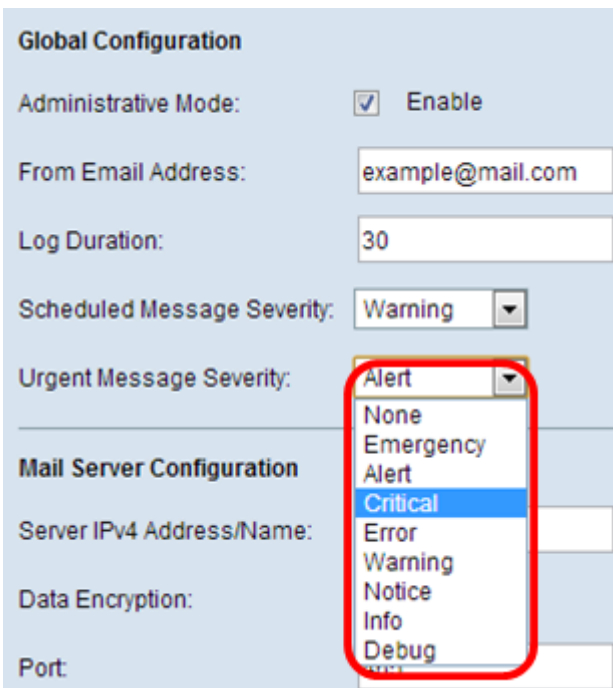 Global Configuration
Administrative Mode: Enable
From Email Address: example@mail.com
Log Duration: 30
Scheduled Message Severity: Warning
Urgent Message Severity: Alert
None
Emergency
Alert
Critical
Error
Warning
Notice
Info
Debug
Mail Server Configuration
Server IPv4 Address/Name:
Data Encryption:
Port: